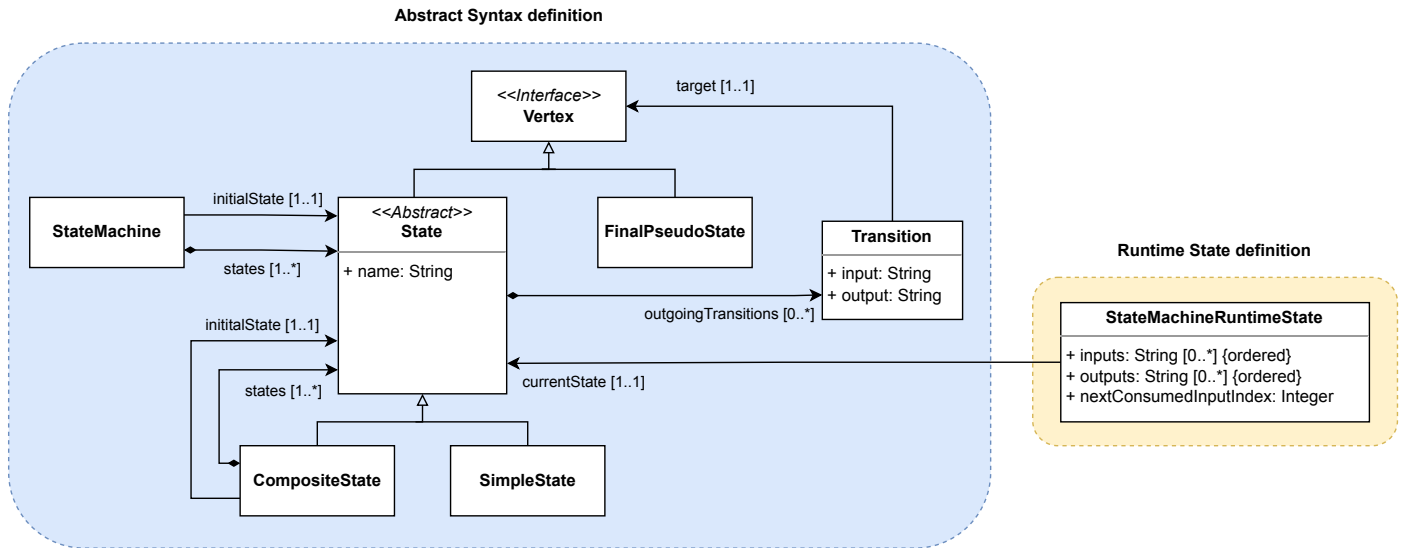 Abstract Syntax definition
<<Interface>>
Vertex
target [1..1]
StateMachine
initialState [1..1]
states [1..*]
<<Abstract>>
State
+ name: String
FinalPseudoState
Transition
+ input: String
+ output: String
outgoingTransitions [0..*]
inititalState [1..1]
states [1..*]
currentState [1..1]
CompositeState
SimpleState
Runtime State definition
StateMachineRuntimeState
+ inputs: String [0..*] {ordered}
+ outputs: String [0..*] {ordered}
+ nextConsumedInputIndex: Integer